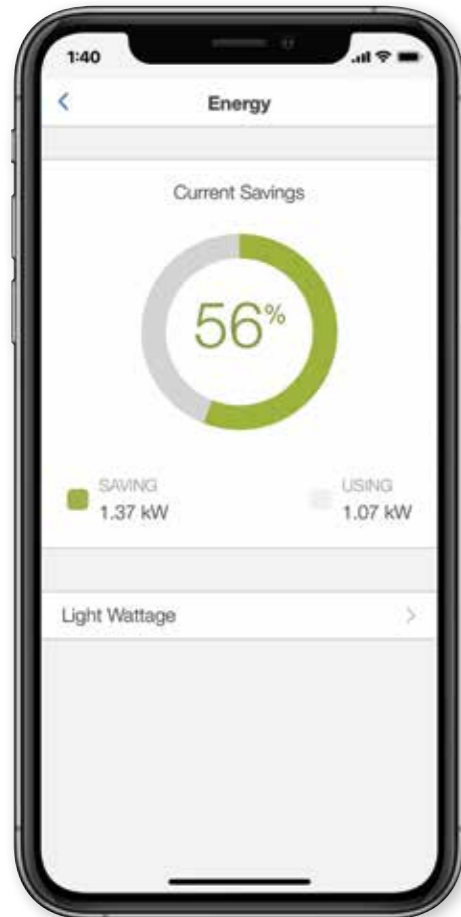 1:40
Energy
Current Savings
56%
SAVING
1.37 kW
USING
1.07 kW
Light Wattage